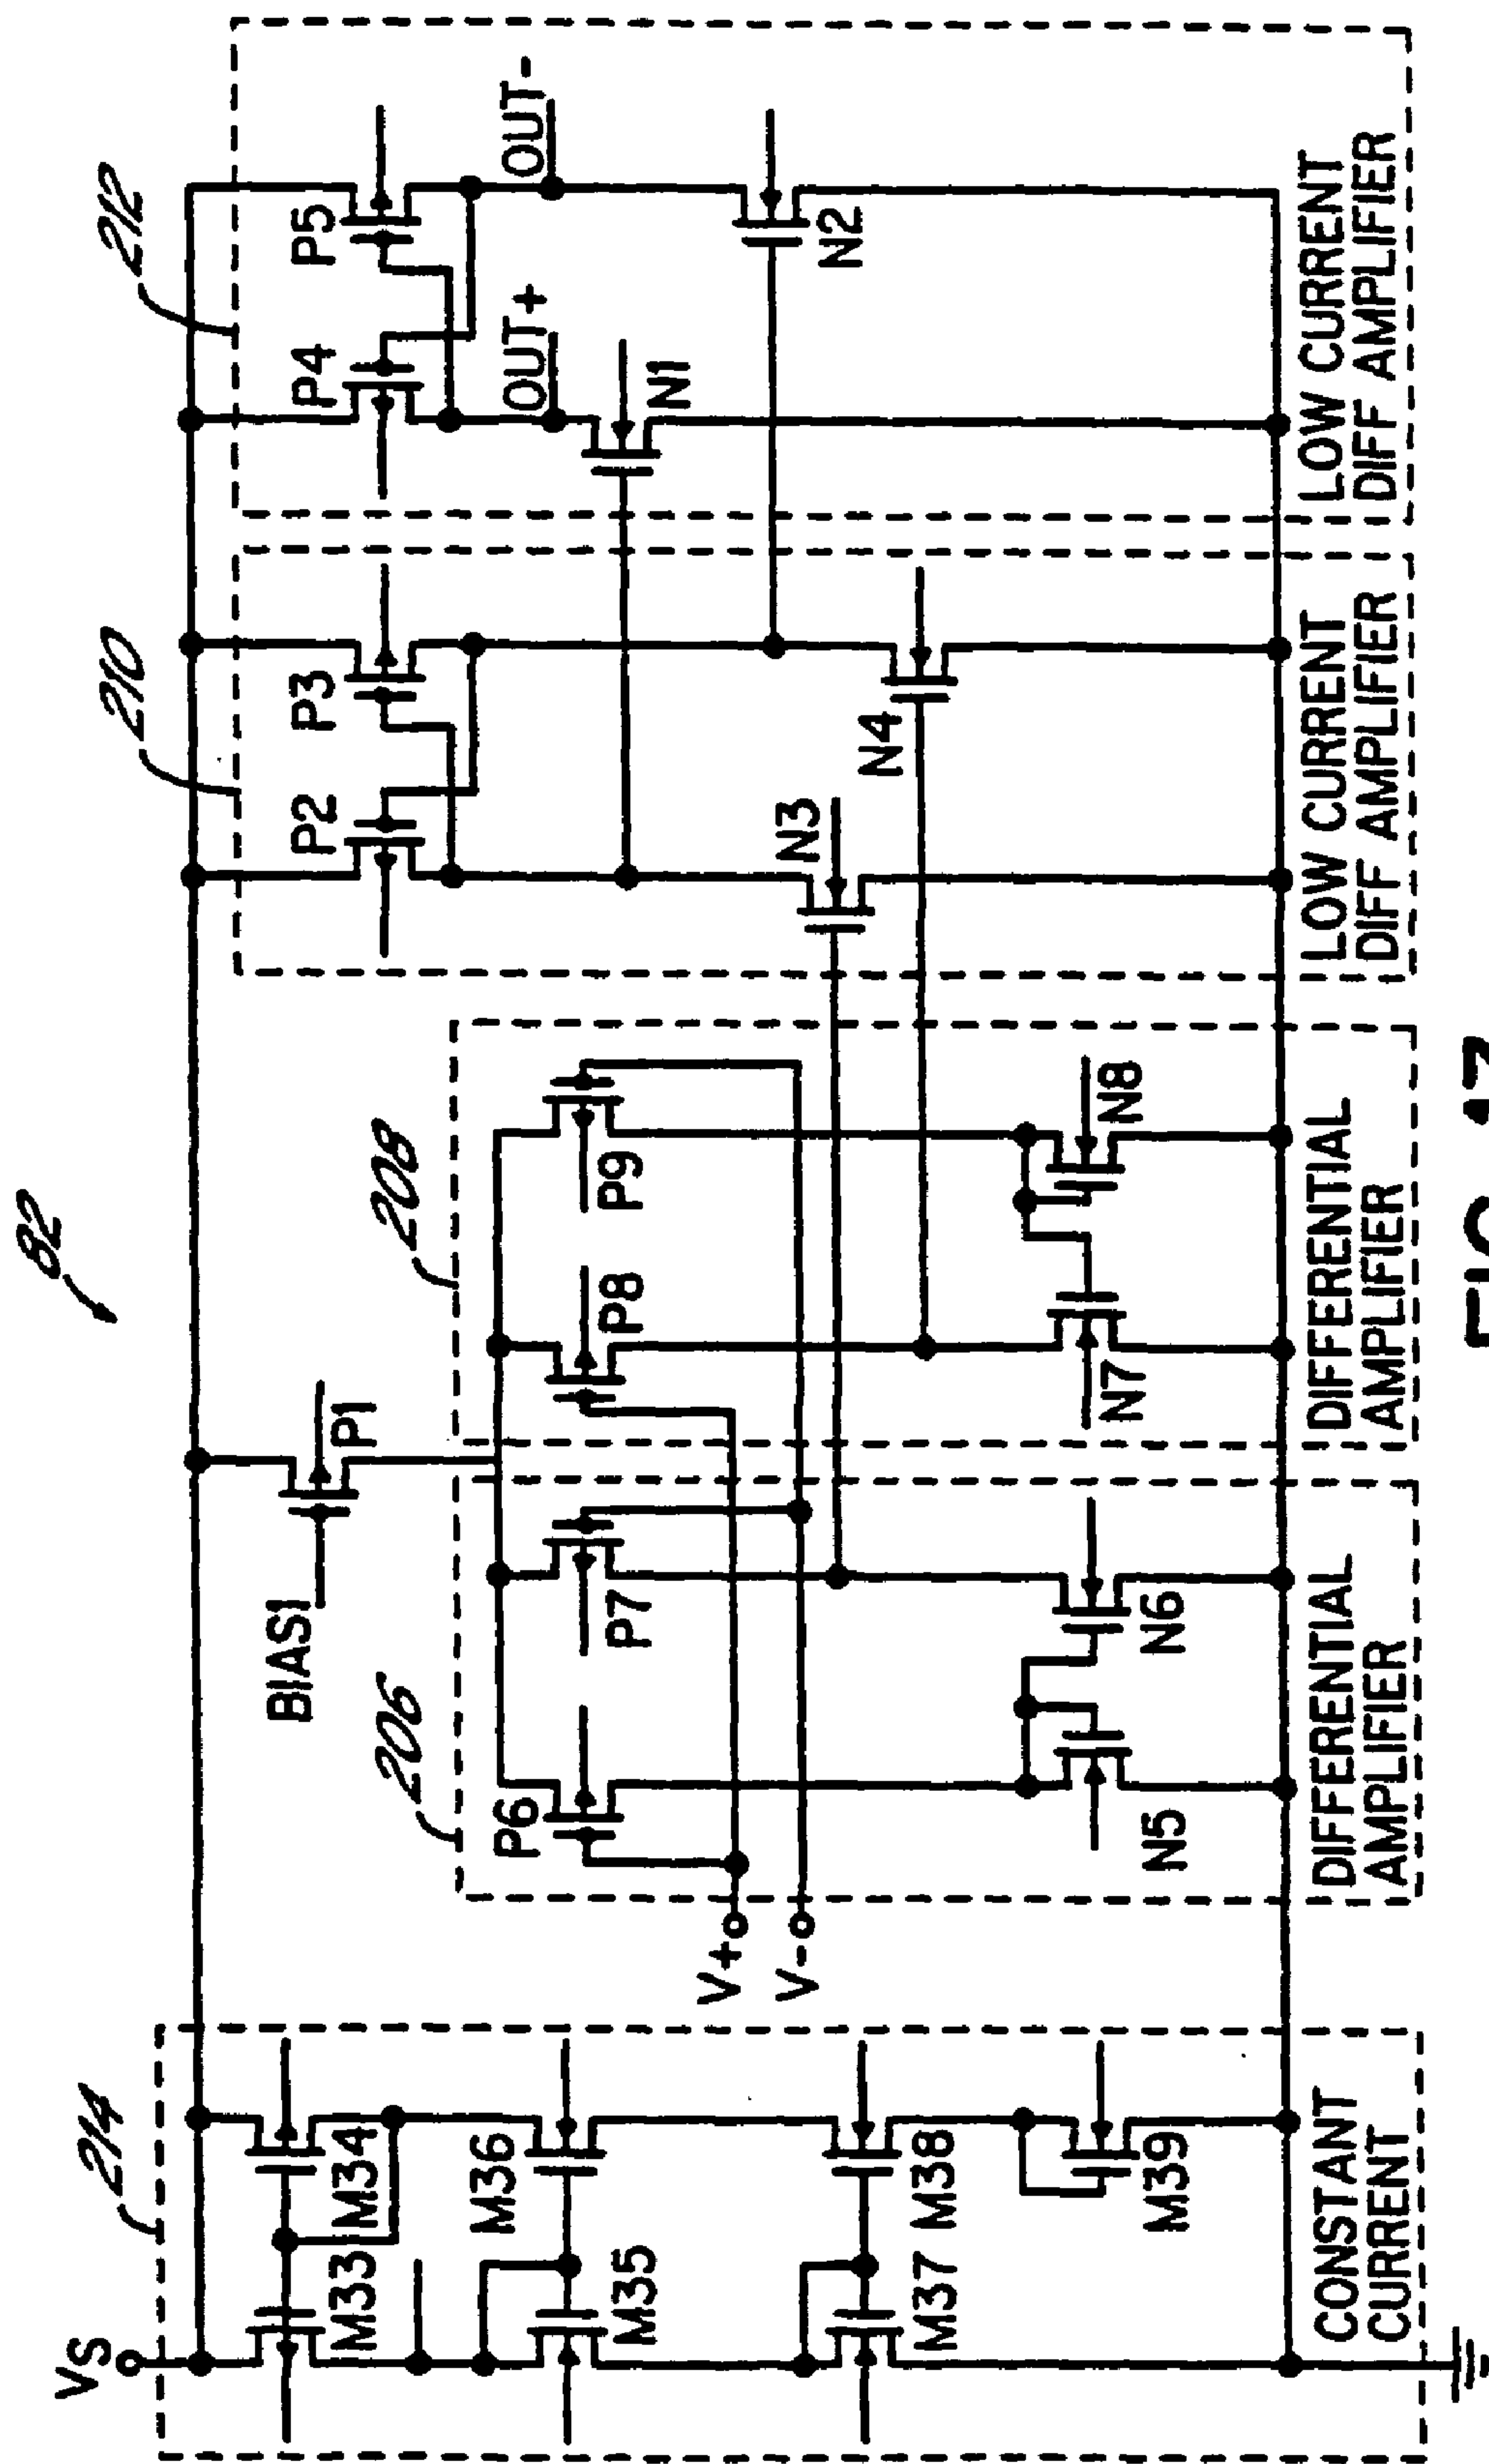 82
214
206
208
210
212
VS
BIAS1
P1
M33
M34
M35
M36
M37
M38
M39
CONSTANT
CURRENT
V+
V-
P6
P7
N5
N6
DIFFERENTIAL
AMPLIFIER
P8
P9
N7
N8
DIFFERENTIAL
AMPLIFIER
P2
P3
N3
N4
LOW CURRENT
DIFF AMPLIFIER
P4
P5
OUT+
OUT-
N1
N2
LOW CURRENT
DIFF AMPLIFIER